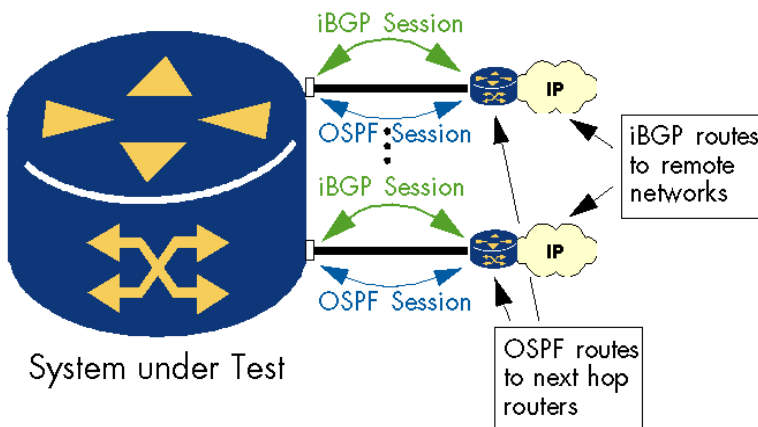 iBGP Session
IP
OSPF Session
iBGP routes
to remote
networks
iBGP Session
IP
OSPF Session
System under Test
OSPF routes
to next hop
routers